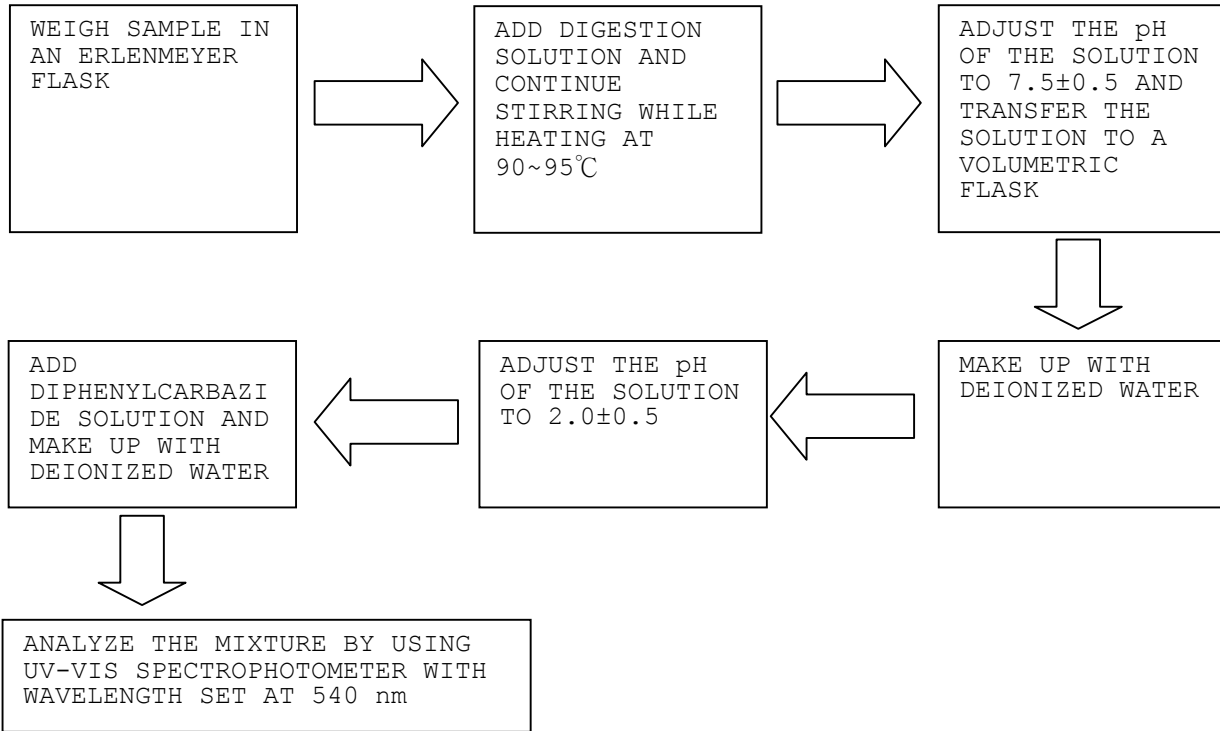 WEIGH SAMPLE IN
AN ERLENMEYER
FLASK
ADD DIGESTION
SOLUTION AND
CONTINUE
STIRRING WHILE
HEATING AT
90~95℃
ADJUST THE pH
OF THE SOLUTION
TO 7.5±0.5 AND
TRANSFER THE
SOLUTION TO A
VOLUMETRIC
FLASK
MAKE UP WITH
DEIONIZED WATER
ADJUST THE pH
OF THE SOLUTION
TO 2.0±0.5
ADD
DIPHENYLCARBAZI
DE SOLUTION AND
MAKE UP WITH
DEIONIZED WATER
ANALYZE THE MIXTURE BY USING
UV-VIS SPECTROPHOTOMETER WITH
WAVELENGTH SET AT 540 nm